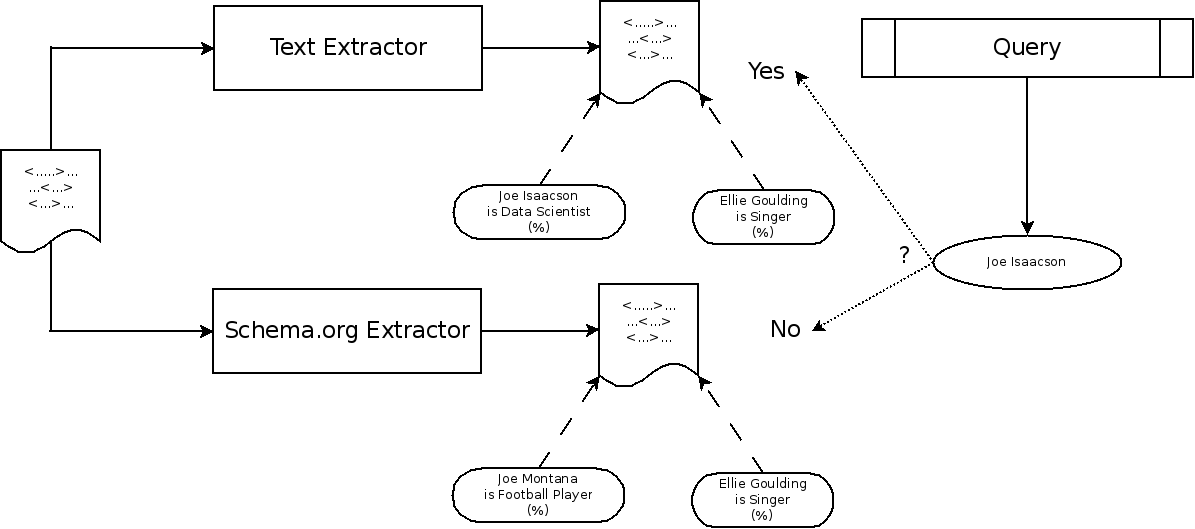 Text Extractor
<.....>...
...<...>
<...>...
Yes
Query
<.....>...
...<...>
<...>...
Joe Isaacson
is Data Scientist
(%)
Ellie Goulding
is Singer
(%)
?
Joe Isaacson
Schema.org Extractor
<.....>...
...<...>
<...>...
No
Joe Montana
is Football Player
(%)
Ellie Goulding
is Singer
(%)